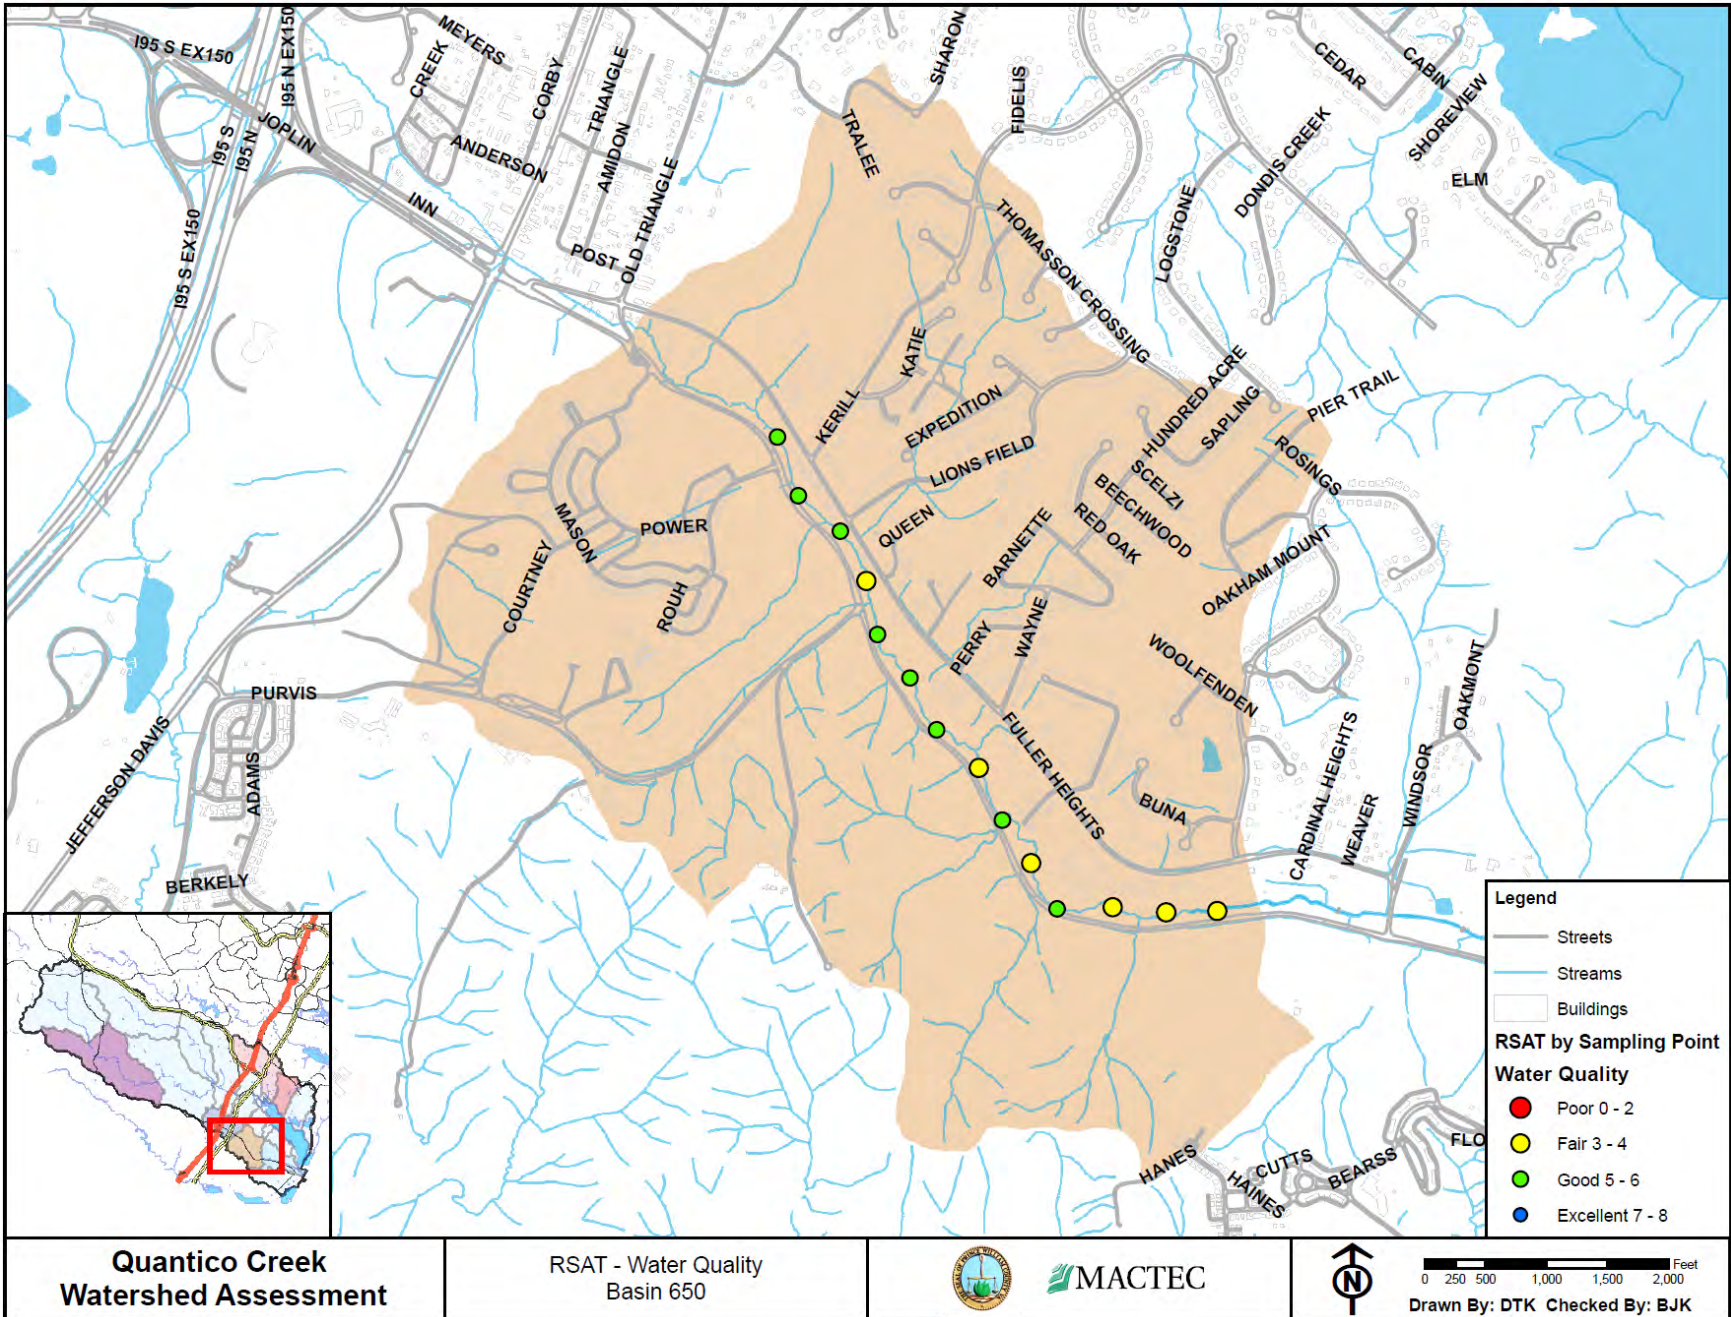 I95 S EX150
I95 N EX150
MEYERS
CREEK
CORBY
TRIANGLE
SHARON
FIDELIS
CEDAR
CABIN
SHOREVIEW
JOPLIN
I95 S
I95 N
ANDERSON
AMIDON
TRALEE
DONDIS CREEK
ELM
INN
I95 S EX150
POST
OLD TRIANGLE
THOMASSON CROSSING
LOGSTONE
KATIE
KERILL
EXPEDITION
LIONS FIELD
HUNDRED ACRE
SAPLING
PIER TRAIL
ROSINGS
SCELZI
BEECHWOOD
RED OAK
QUEEN
BARNETTE
MASON
POWER
COURTNEY
ROUH
OAKHAM MOUNT
PERRY
WAYNE
WOOLFENDEN
OAKMONT
PURVIS
JEFFERSON DAVIS
ADAMS
FULLER HEIGHTS
BUNA
CARDINAL HEIGHTS
WEAVER
WINDSOR
BERKELY
HANES
HAINES
CUTTS
BEARSS
FLO
Legend
Streets
Streams
Buildings
RSAT by Sampling Point
Water Quality
Poor 0 - 2
Fair 3 - 4
Good 5 - 6
Excellent 7 - 8
Quantico Creek
Watershed Assessment
RSAT - Water Quality
Basin 650
MACTEC
N
Feet
0 250 500 1,000 1,500 2,000
Drawn By: DTK Checked By: BJK